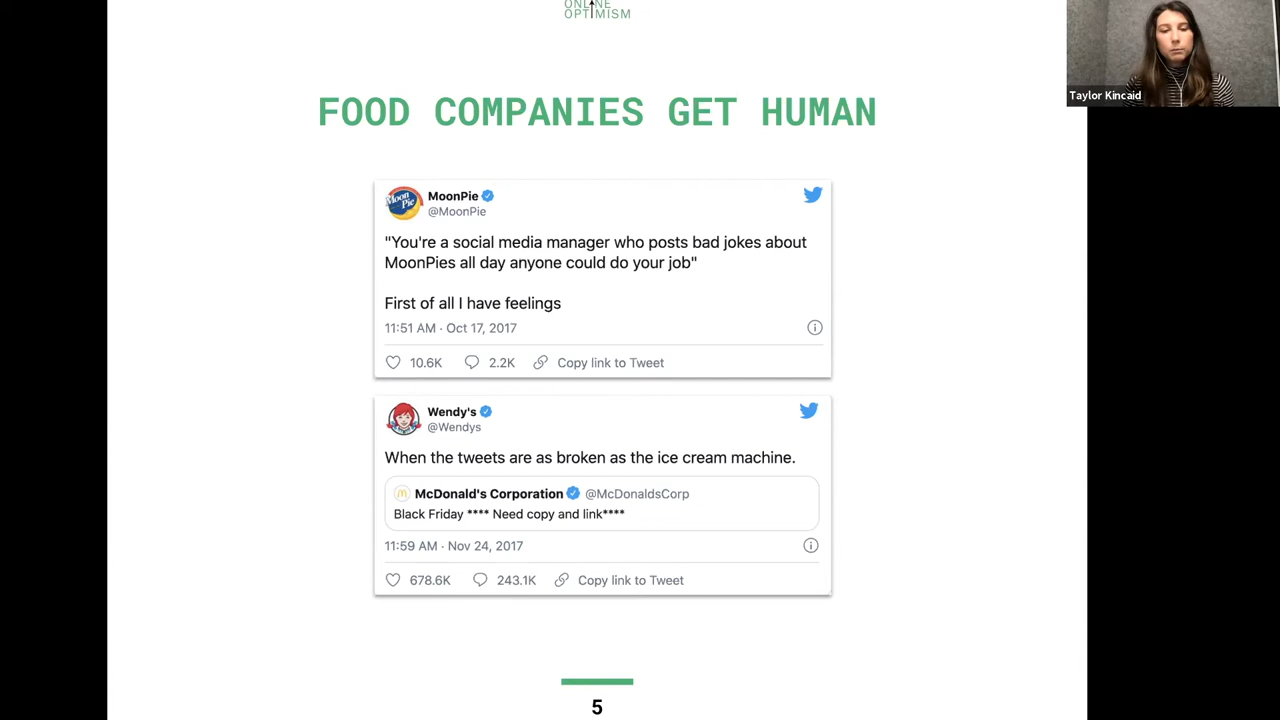 ONLINE
OPTIMISM
Taylor Kincaid
FOOD COMPANIES GET HUMAN
Moon
Pie
MoonPie
@MoonPie
"You're a social media manager who posts bad jokes about
MoonPies all day anyone could do your job"
First of all I have feelings
11:51 AM · Oct 17, 2017
10.6K 2.2K Copy link to Tweet
Wendy's
@Wendys
When the tweets are as broken as the ice cream machine.
McDonald's Corporation @McDonaldsCorp
Black Friday **** Need copy and link****
11:59 AM · Nov 24, 2017
678.6K 243.1K Copy link to Tweet
5